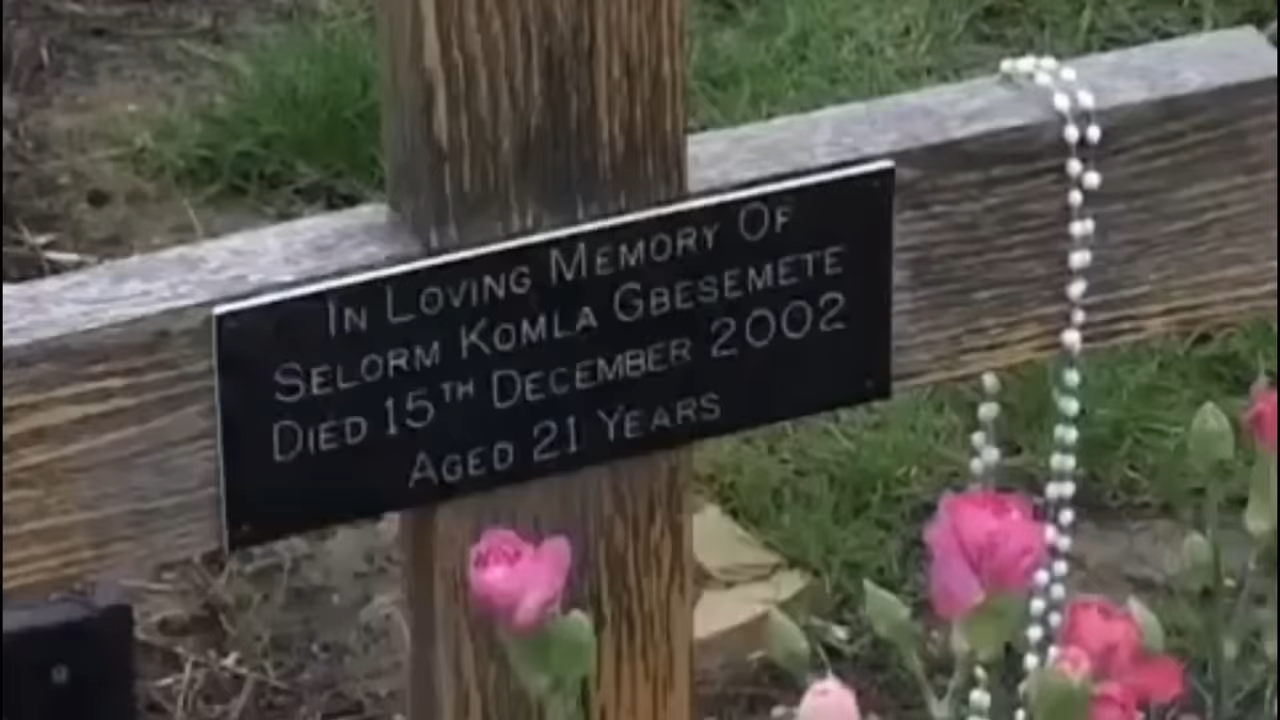 In Loving Memory Of
Selorm Komla Gbesemete
Died 15th December 2002
Aged 21 Years